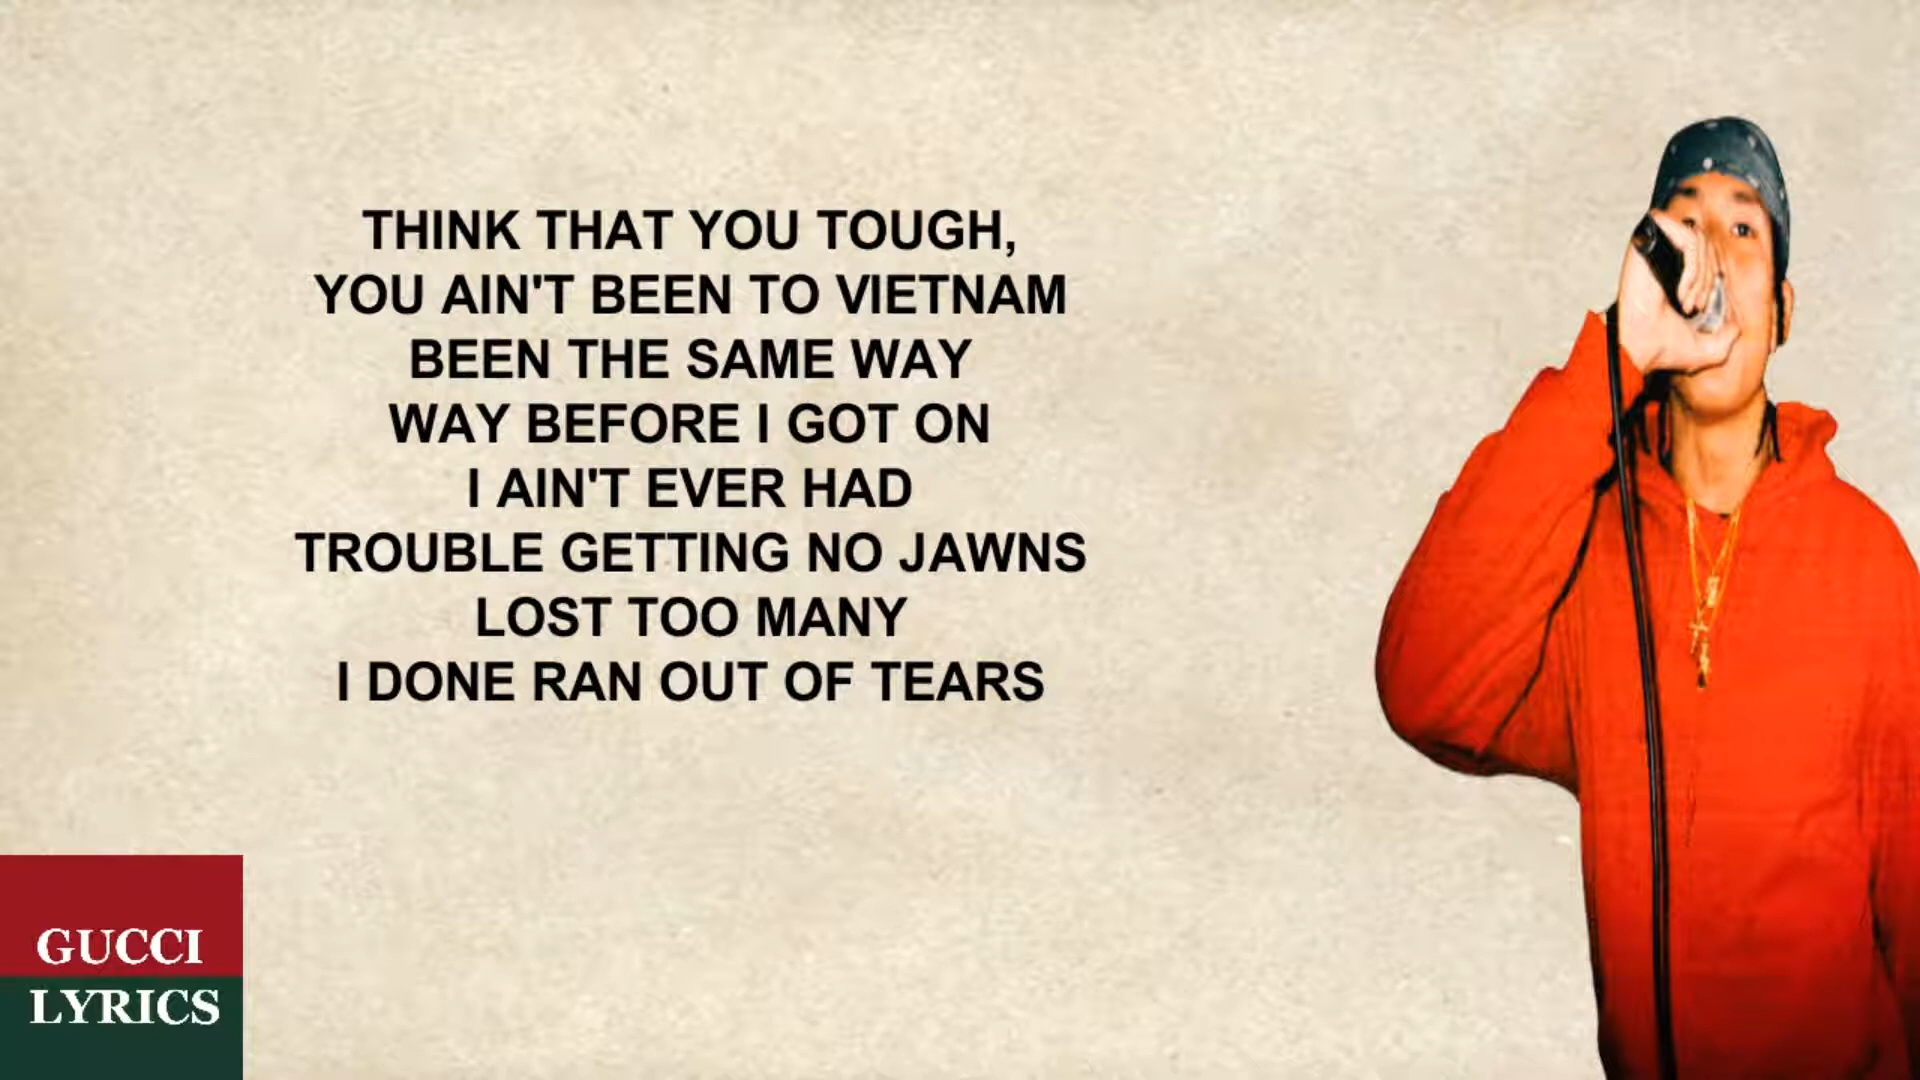 THINK THAT YOU TOUGH,
YOU AIN'T BEEN TO VIETNAM
BEEN THE SAME WAY
WAY BEFORE I GOT ON
I AIN'T EVER HAD
TROUBLE GETTING NO JAWNS
LOST TOO MANY
I DONE RAN OUT OF TEARS
GUCCI
LYRICS